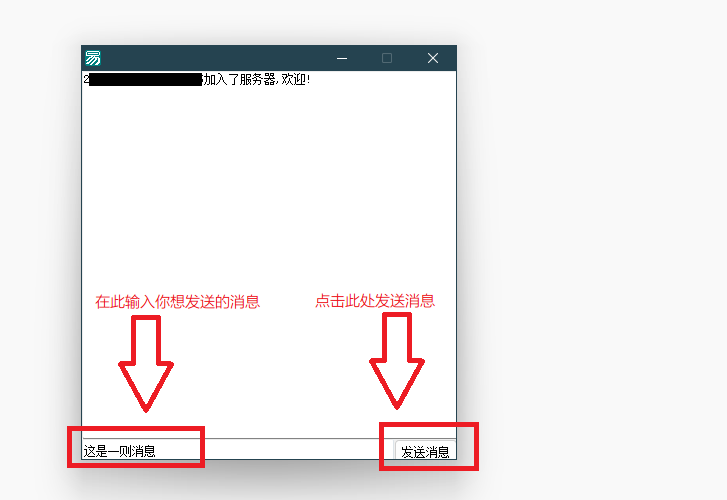 易
2加入了服务器,欢迎!
在此输入你想发送的消息
点击此处发送消息
这是一则消息
发送消息